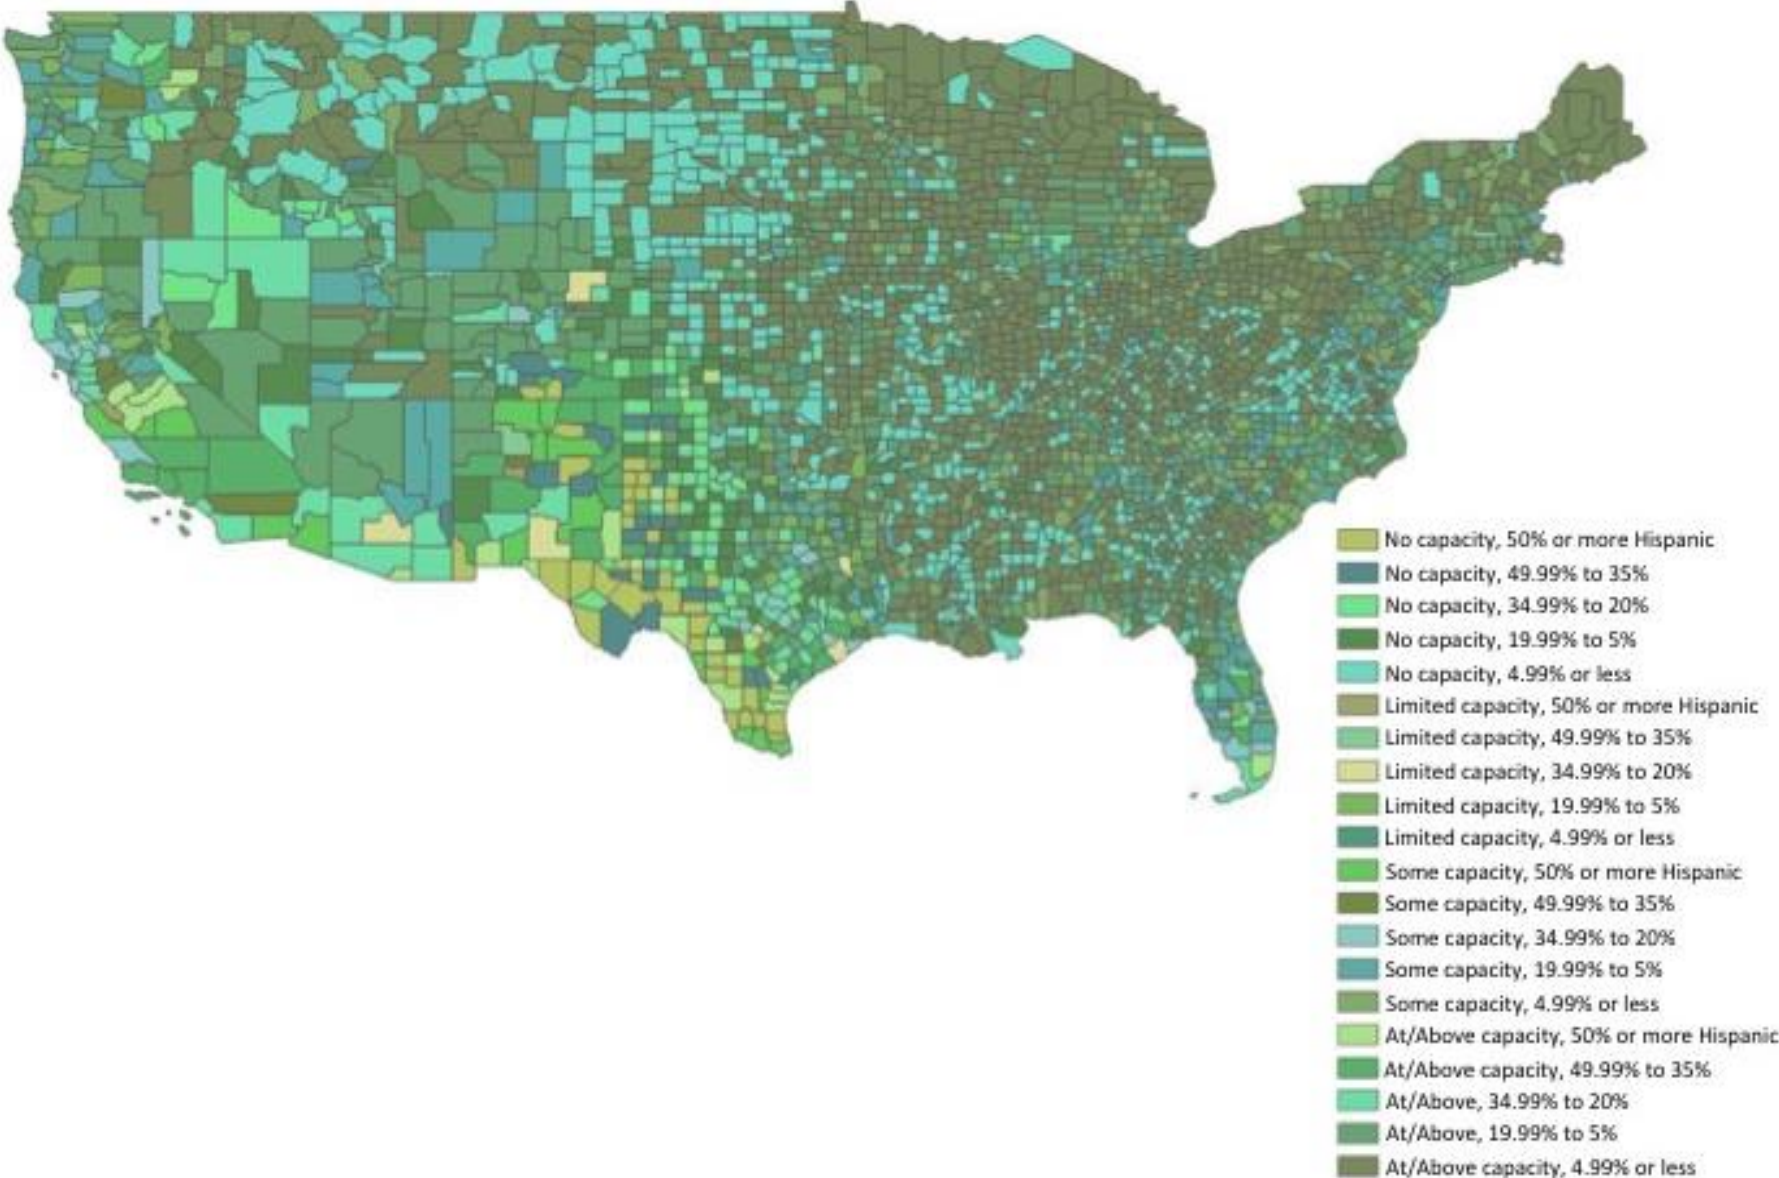 No capacity, 50% or more Hispanic
No capacity, 49.99% to 35%
No capacity, 34.99% to 20%
No capacity, 19.99% to 5%
No capacity, 4.99% or less
Limited capacity, 50% or more Hispanic
Limited capacity, 49.99% to 35%
Limited capacity, 34.99% to 20%
Limited capacity, 19.99% to 5%
Limited capacity, 4.99% or less
Some capacity, 50% or more Hispanic
Some capacity, 49.99% to 35%
Some capacity, 34.99% to 20%
Some capacity, 19.99% to 5%
Some capacity, 4.99% or less
At/Above capacity, 50% or more Hispanic
At/Above capacity, 49.99% to 35%
At/Above, 34.99% to 20%
At/Above, 19.99% to 5%
At/Above capacity, 4.99% or less